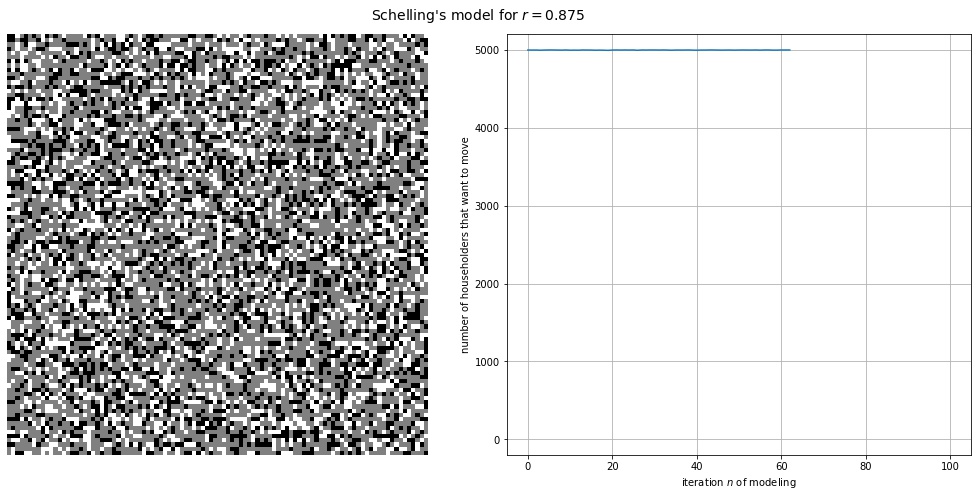 Schelling's model for r = 0.875
5000
4000
3000
2000
1000
0
number of householders that want to move
0 20 40 60 80 100
iteration n of modeling